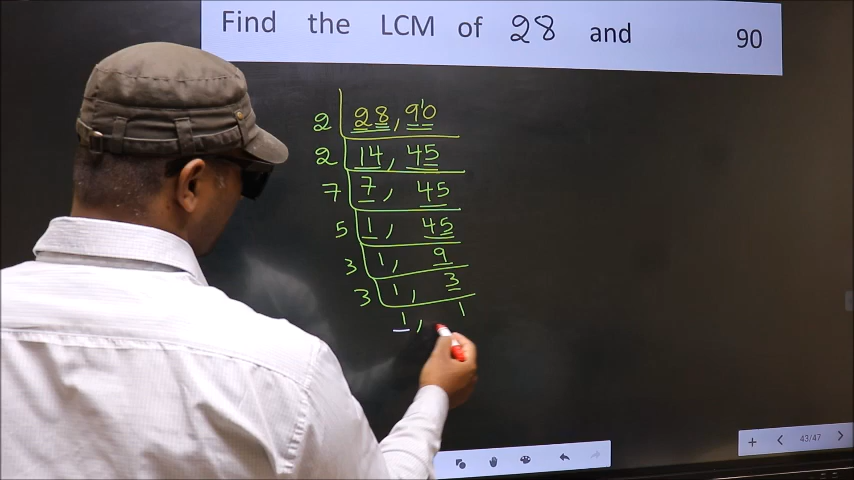 Find the LCM of 28 and 90
2 28, 90
2 14, 45
7 7, 45
5 1, 45
3 1, 9
3 1, 3
1, 1
43/47